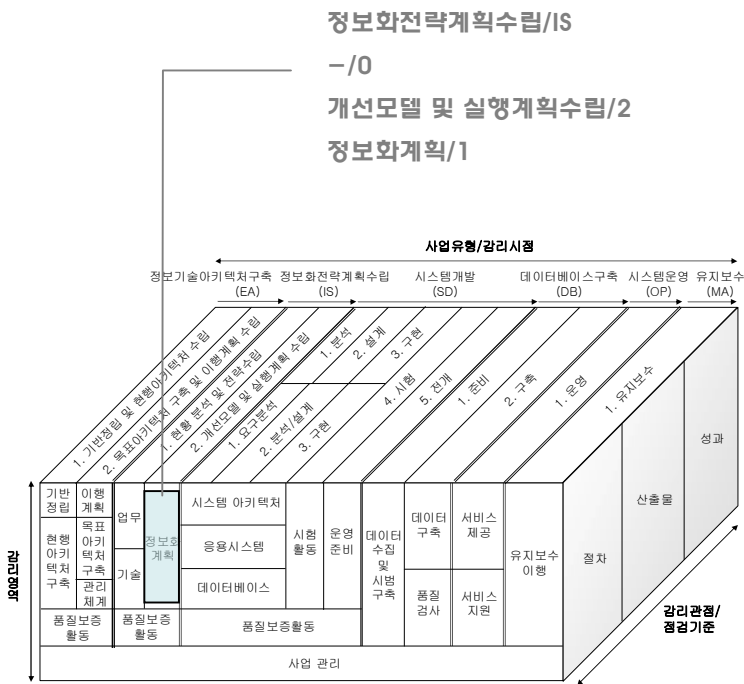 정보화전략계획수립/IS
–/0
개선모델 및 실행계획수립/2
정보화계획/1
사업유형/감리시점
정보기술아키텍처구축
(EA)
정보화전략계획수립
(IS)
시스템개발
(SD)
데이터베이스구축
(DB)
시스템운영
(OP)
유지보수
(MA)
1. 기반정립 및 현행아키텍처 수립
2. 목표아키텍처 구축 및 이행계획 수립
1. 현황 분석 및 전략수립
2. 개선모델 및 실행계획 수립
1. 분석
2. 설계
3. 구현
1. 요구분석
2. 분석/설계
3. 구현
4. 시험
5. 전개
1. 준비
2. 구축
1. 운영
1. 유지보수
감리영역
기반
정립
이행
계획
현행
아키
텍처
구축
목표
아키
텍처
구축
관리
체계
업무
기술
정보화
계획
시스템 아키텍처
응용시스템
데이터베이스
시험
활동
운영
준비
데이터
수집
및
시범
구축
데이터
구축
품질
검사
서비스
제공
서비스
지원
유지보수
이행
품질보증
활동
품질보증
활동
품질보증활동
사업 관리
절차
산출물
성과
감리관점/
점검기준